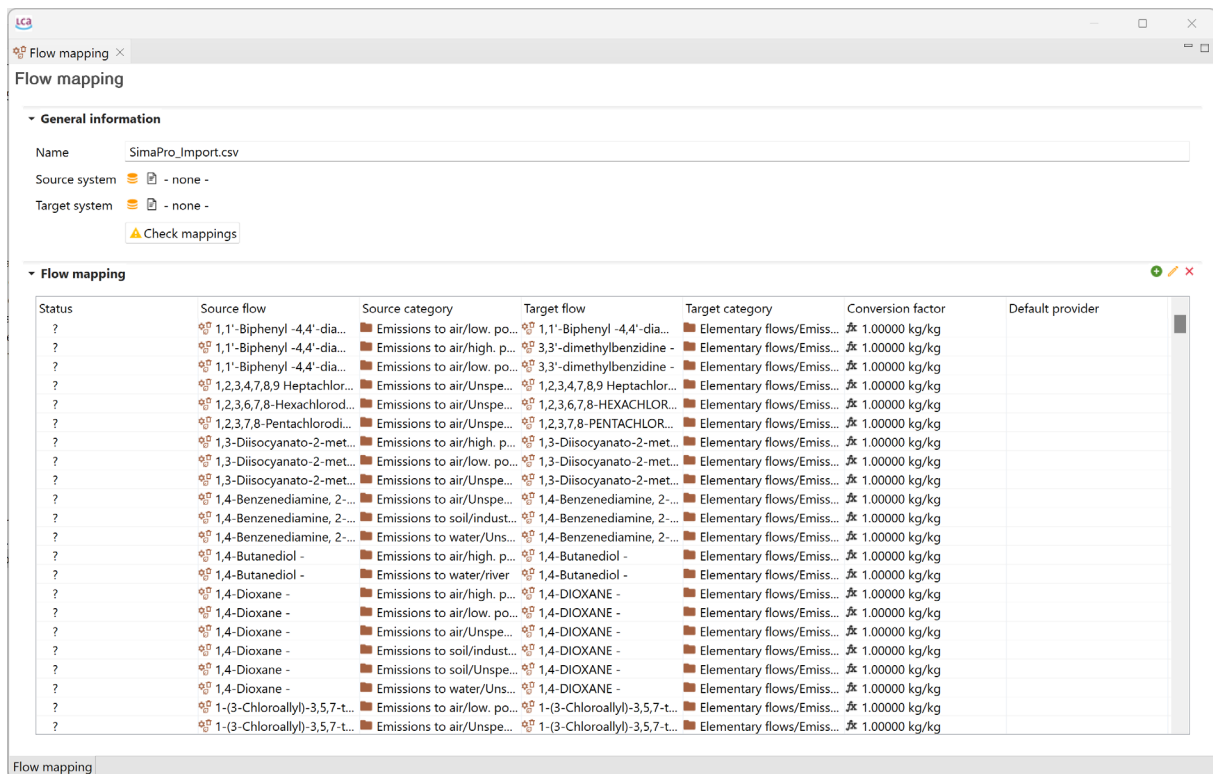 LCA
Flow mapping
Flow mapping
General information
Name SimaPro_Import.csv
Source system - none -
Target system - none -
Check mappings
Flow mapping
Status Source flow Source category Target flow Target category Conversion factor Default provider
? 1,1'-Biphenyl -4,4'-dia... Emissions to air/low. po... 1,1'-Biphenyl -4,4'-dia... Elementary flows/Emiss... fx 1.00000 kg/kg
? 1,1'-Biphenyl -4,4'-dia... Emissions to air/high. p... 3,3'-dimethylbenzidine - Elementary flows/Emiss... fx 1.00000 kg/kg
? 1,1'-Biphenyl -4,4'-dia... Emissions to air/low. po... 3,3'-dimethylbenzidine - Elementary flows/Emiss... fx 1.00000 kg/kg
? 1,2,3,4,7,8,9 Heptachlor... Emissions to air/Unspe... 1,2,3,4,7,8,9 Heptachlor... Elementary flows/Emiss... fx 1.00000 kg/kg
? 1,2,3,6,7,8-Hexachlorod... Emissions to air/Unspe... 1,2,3,6,7,8-HEXACHLOR... Elementary flows/Emiss... fx 1.00000 kg/kg
? 1,2,3,7,8-Pentachlorodi... Emissions to air/Unspe... 1,2,3,7,8-PENTACHLOR... Elementary flows/Emiss... fx 1.00000 kg/kg
? 1,3-Diisocyanato-2-met... Emissions to air/high. p... 1,3-Diisocyanato-2-met... Elementary flows/Emiss... fx 1.00000 kg/kg
? 1,3-Diisocyanato-2-met... Emissions to air/low. po... 1,3-Diisocyanato-2-met... Elementary flows/Emiss... fx 1.00000 kg/kg
? 1,3-Diisocyanato-2-met... Emissions to air/Unspe... 1,3-Diisocyanato-2-met... Elementary flows/Emiss... fx 1.00000 kg/kg
? 1,4-Benzenediamine, 2-... Emissions to air/Unspe... 1,4-Benzenediamine, 2-... Elementary flows/Emiss... fx 1.00000 kg/kg
? 1,4-Benzenediamine, 2-... Emissions to soil/indust... 1,4-Benzenediamine, 2-... Elementary flows/Emiss... fx 1.00000 kg/kg
? 1,4-Benzenediamine, 2-... Emissions to water/Uns... 1,4-Benzenediamine, 2-... Elementary flows/Emiss... fx 1.00000 kg/kg
? 1,4-Butanediol - Emissions to air/high. p... 1,4-Butanediol - Elementary flows/Emiss... fx 1.00000 kg/kg
? 1,4-Butanediol - Emissions to water/river 1,4-Butanediol - Elementary flows/Emiss... fx 1.00000 kg/kg
? 1,4-Dioxane - Emissions to air/high. p... 1,4-DIOXANE - Elementary flows/Emiss... fx 1.00000 kg/kg
? 1,4-Dioxane - Emissions to air/low. po... 1,4-DIOXANE - Elementary flows/Emiss... fx 1.00000 kg/kg
? 1,4-Dioxane - Emissions to air/Unspe... 1,4-DIOXANE - Elementary flows/Emiss... fx 1.00000 kg/kg
? 1,4-Dioxane - Emissions to soil/indust... 1,4-DIOXANE - Elementary flows/Emiss... fx 1.00000 kg/kg
? 1,4-Dioxane - Emissions to soil/Unspe... 1,4-DIOXANE - Elementary flows/Emiss... fx 1.00000 kg/kg
? 1,4-Dioxane - Emissions to water/Uns... 1,4-DIOXANE - Elementary flows/Emiss... fx 1.00000 kg/kg
? 1-(3-Chloroallyl)-3,5,7-t... Emissions to air/low. po... 1-(3-Chloroallyl)-3,5,7-t... Elementary flows/Emiss... fx 1.00000 kg/kg
? 1-(3-Chloroallyl)-3,5,7-t... Emissions to air/Unspe... 1-(3-Chloroallyl)-3,5,7-t... Elementary flows/Emiss... fx 1.00000 kg/kg
Flow mapping